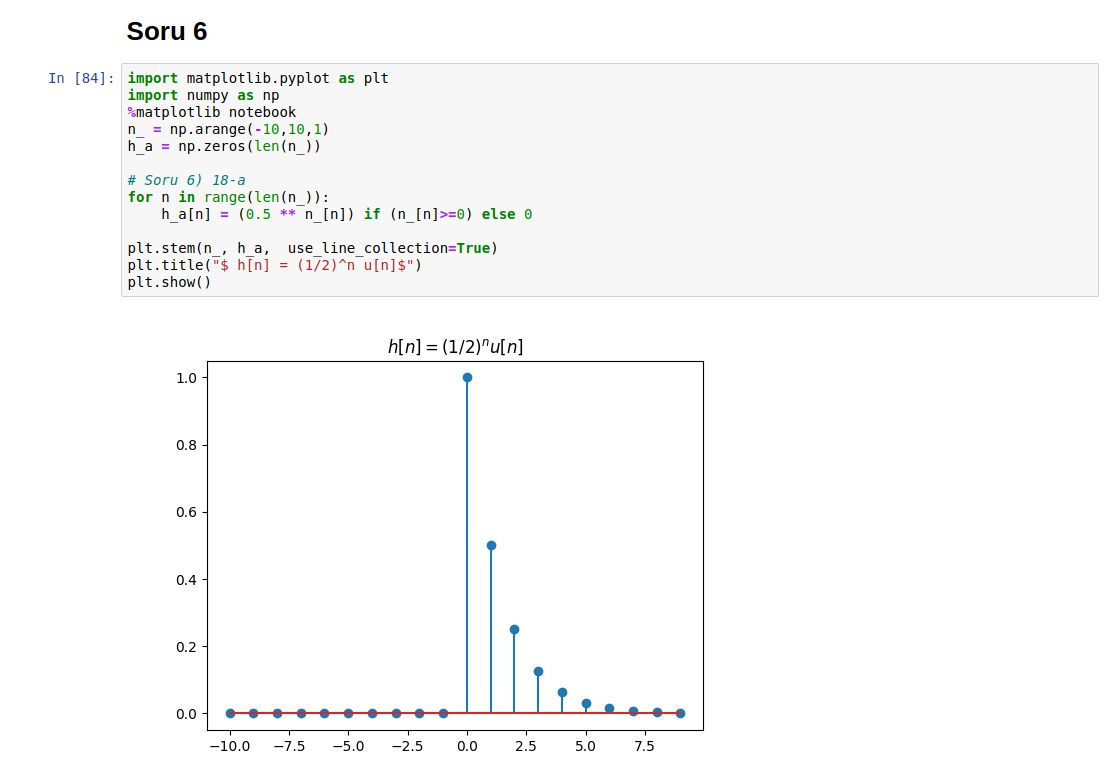 Soru 6
In [84]:
import matplotlib.pyplot as plt
import numpy as np
%matplotlib notebook
n_ = np.arange(-10,10,1)
h_a = np.zeros(len(n_))
# Soru 6) 18-a
for n in range(len(n_)):
    h_a[n] = (0.5 ** n_[n]) if (n_[n]>=0) else 0
plt.stem(n_, h_a,  use_line_collection=True)
plt.title("$ h[n] = (1/2)^n u[n]$")
plt.show()
h[n] = (1/2)ⁿu[n]
1.0
0.8
0.6
0.4
0.2
0.0
−10.0 −7.5 −5.0 −2.5 0.0 2.5 5.0 7.5